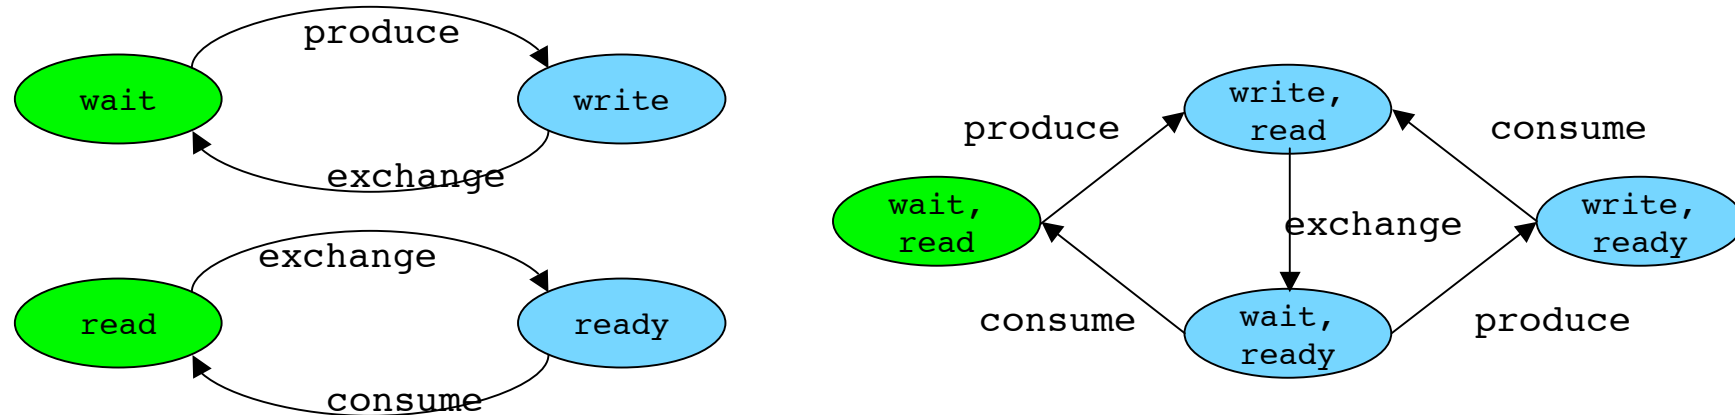 produce
wait
write
exchange
exchange
read
ready
consume
write,
read
produce
consume
wait,
read
exchange
write,
ready
consume
wait,
ready
produce